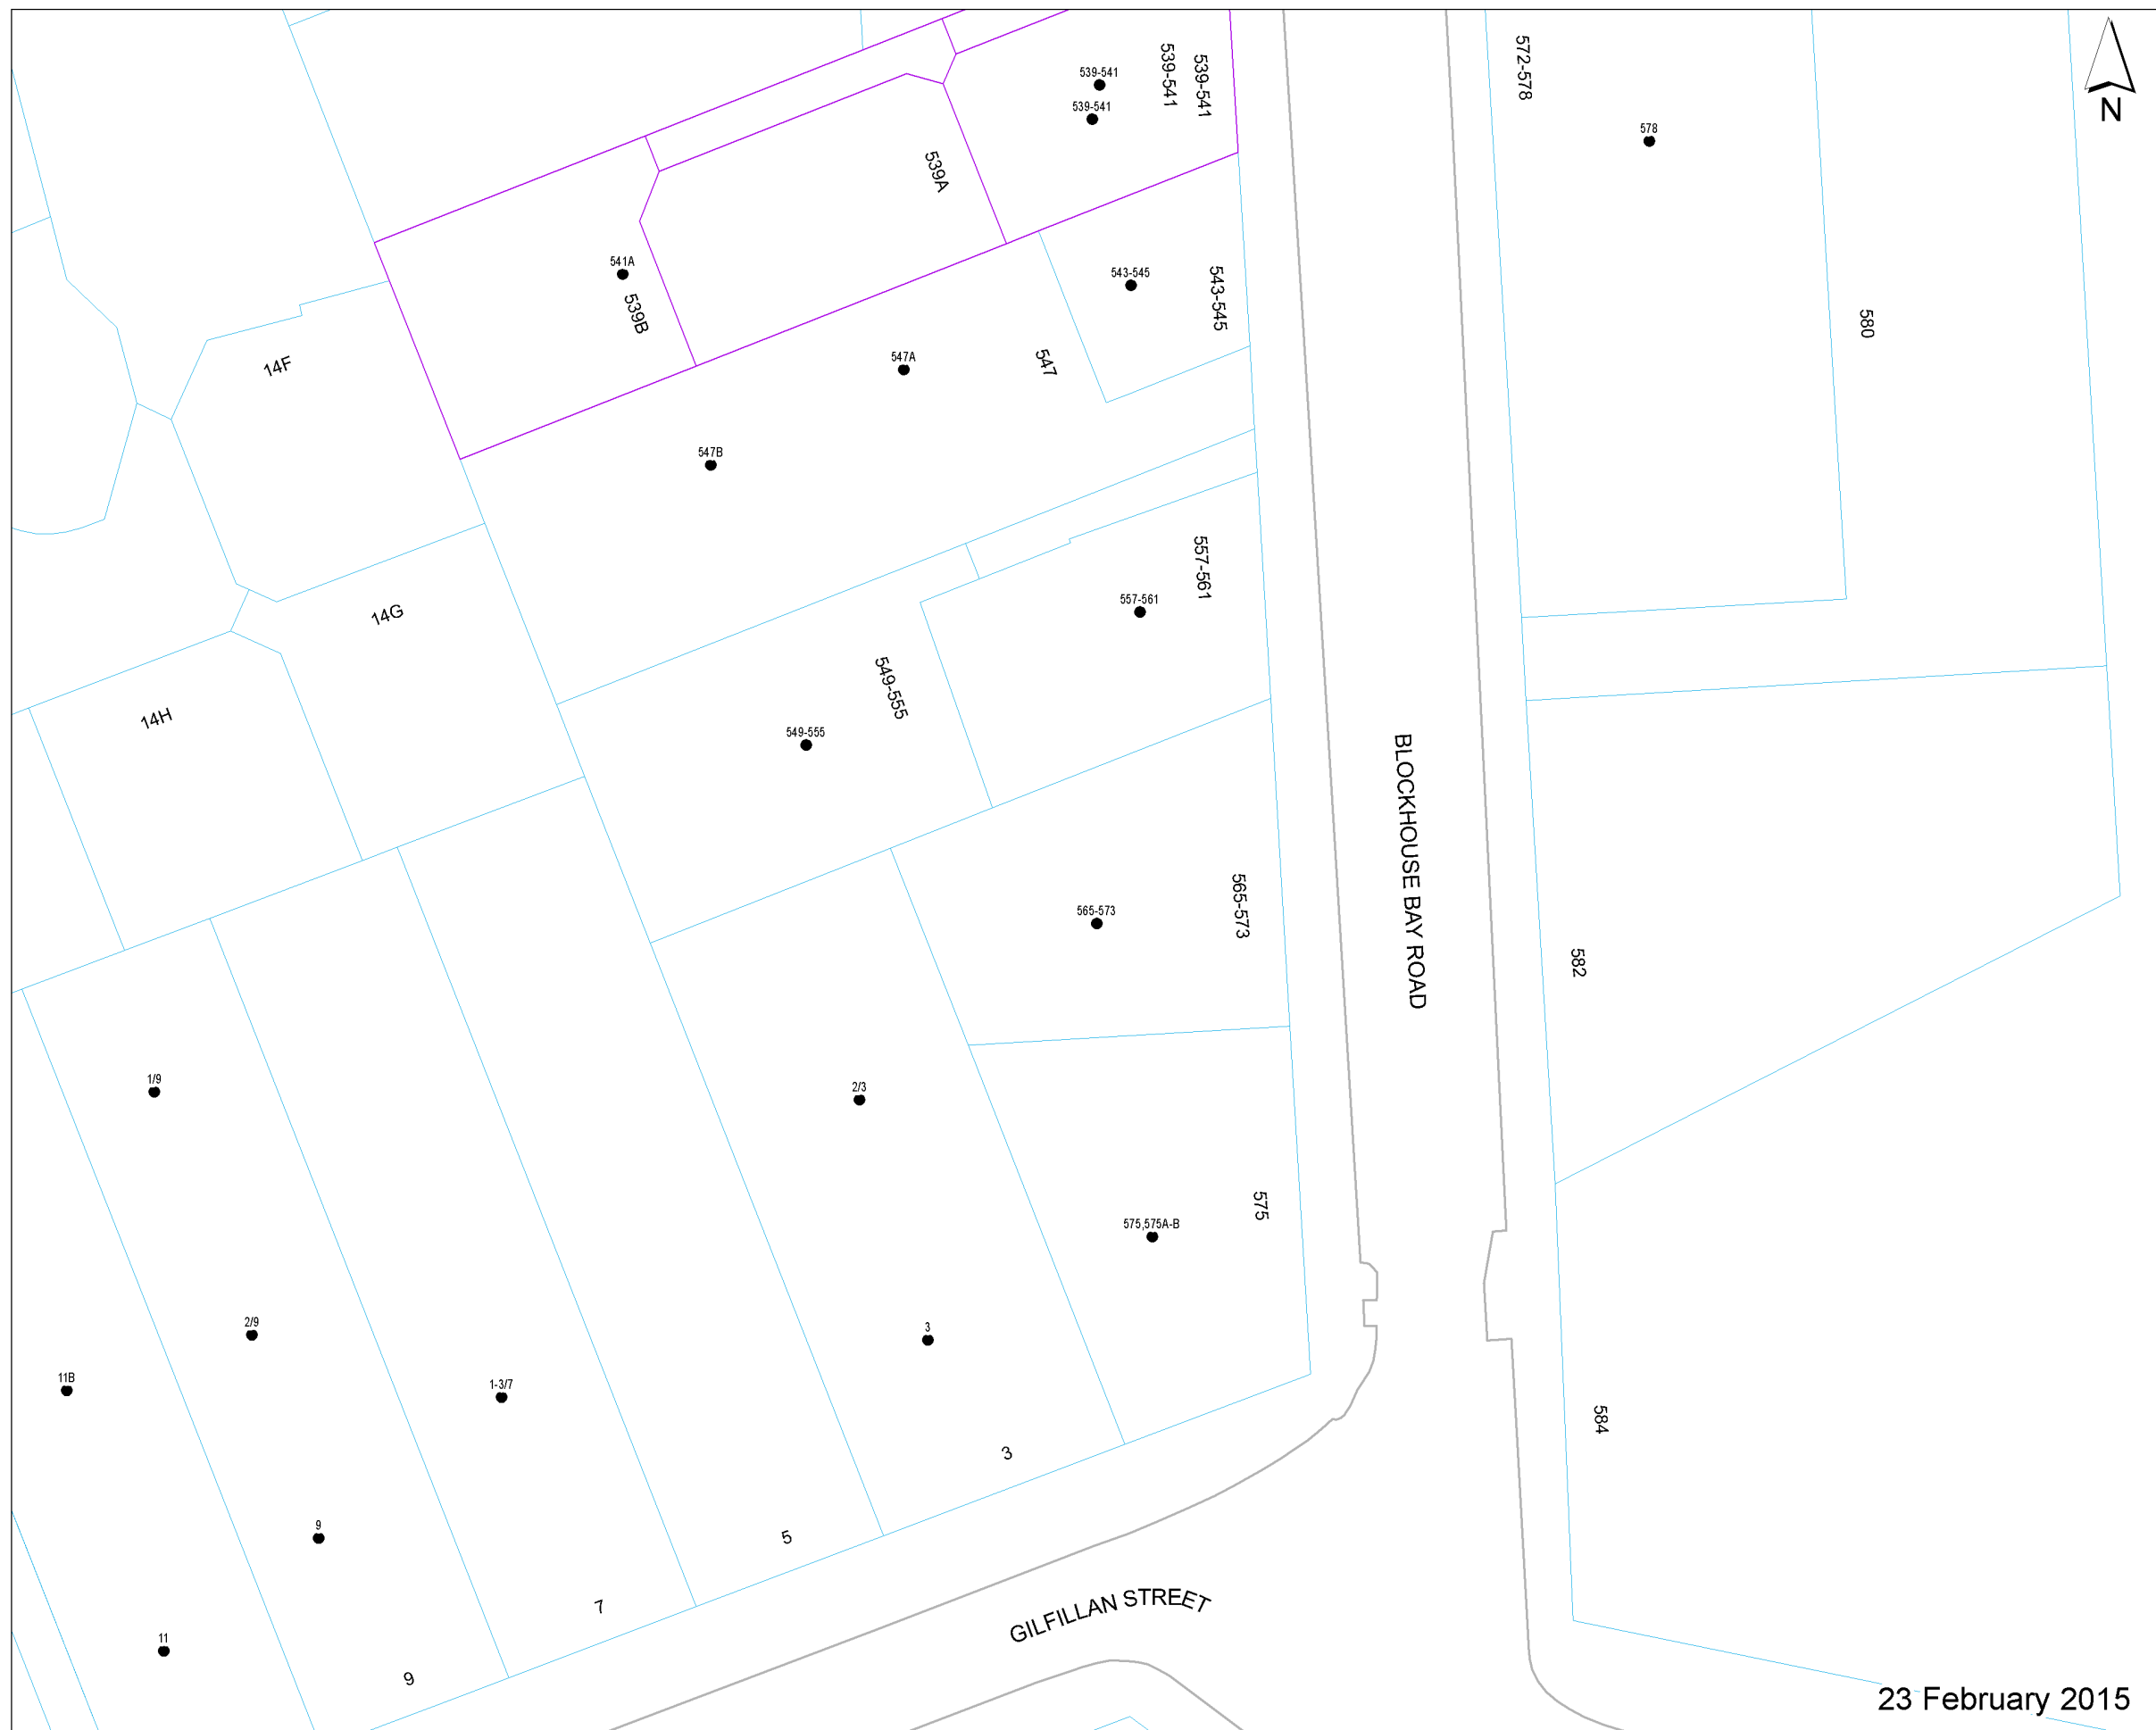 539-541
539-541
539-541
539-541
572-578
N
578
539A
541A
539B
543-545
543-545
580
14F
547A
547
547B
557-561
557-561
14G
549-555
14H
549-555
BLOCKHOUSE BAY ROAD
565-573
565-573
582
1/9
2/3
575
575,575A-B
2/9
3
11B
1-3/7
584
3
9
5
7
GILFILLAN STREET
11
9
23 February 2015